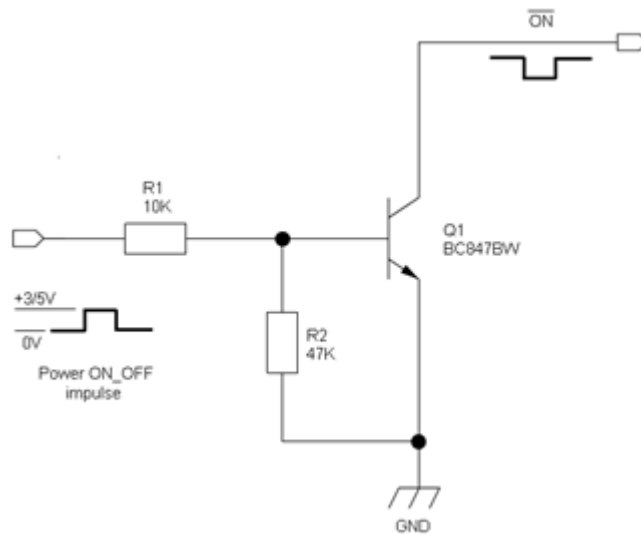 ON
R1
10K
Q1
BC847BW
+3/5V
0V
R2
47K
Power ON_OFF
impulse
GND